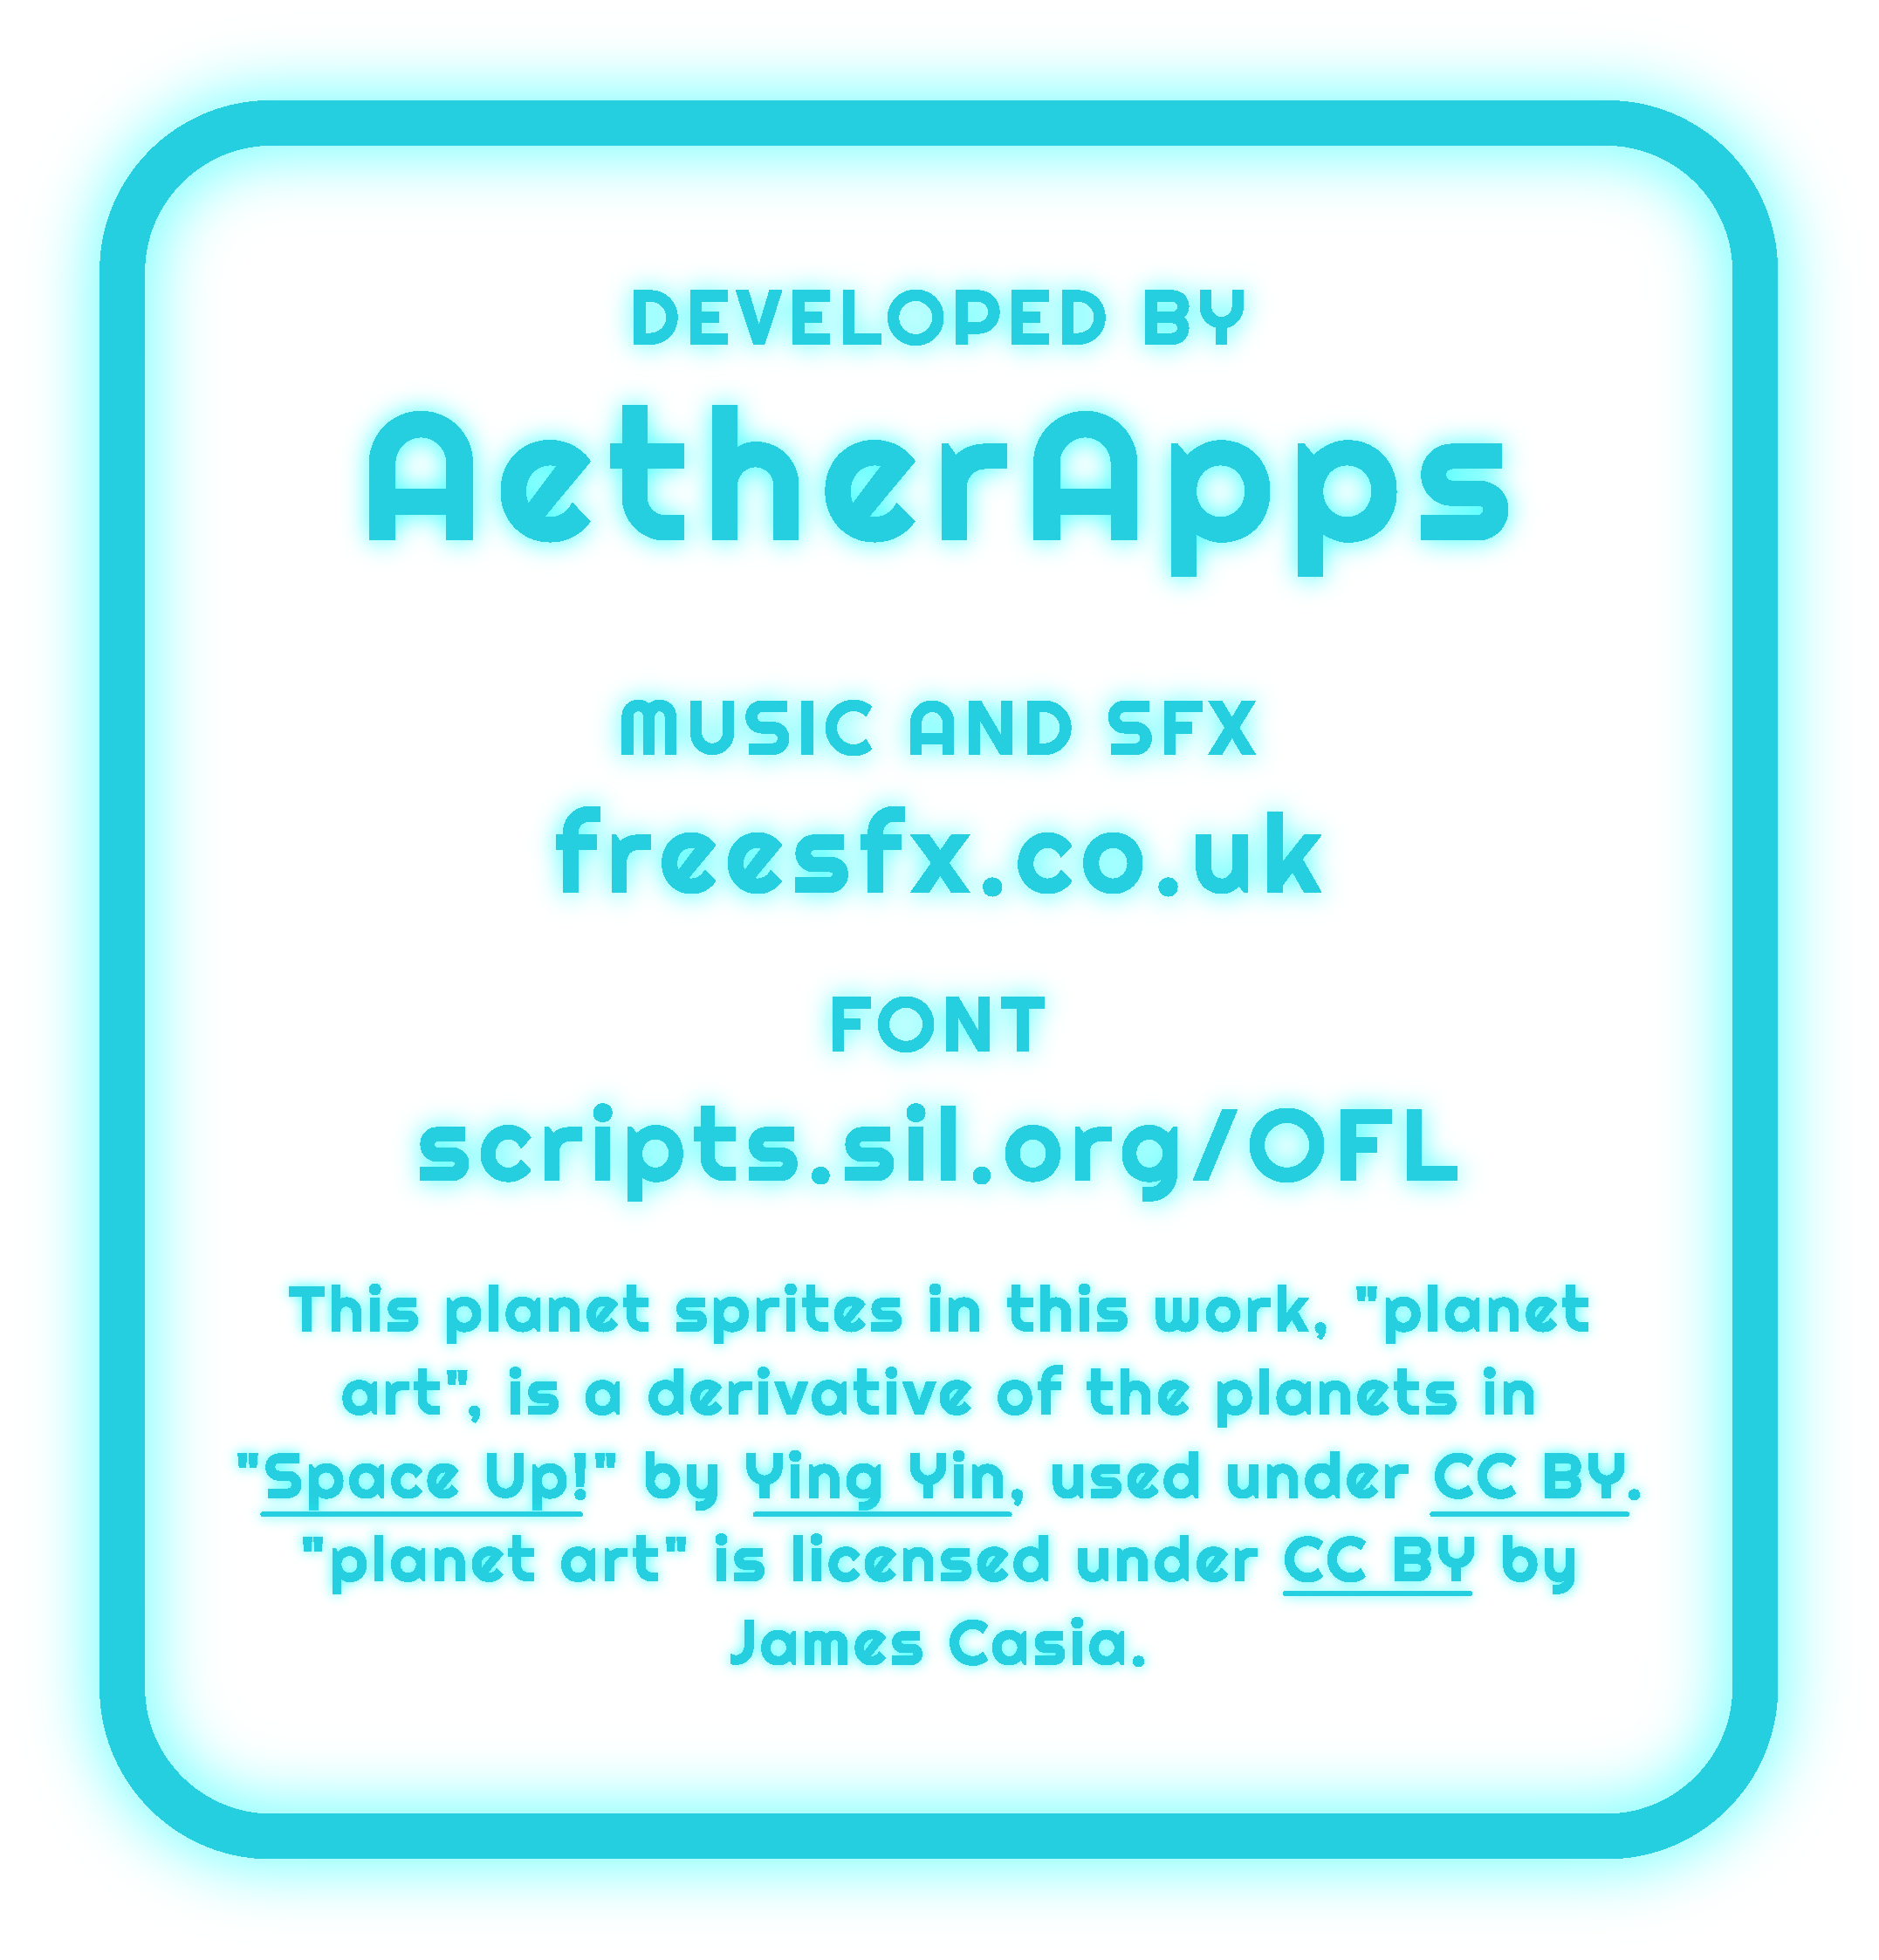 DEVELOPED BY
AetherApps
MUSIC AND SFX
freesfx.co.uk
FONT
scripts.sil.org/OFL
This planet sprites in this work, "planet
art", is a derivative of the planets in
"Space Up!" by Ying Yin, used under CC BY.
"planet art" is licensed under CC BY by
James Casia.